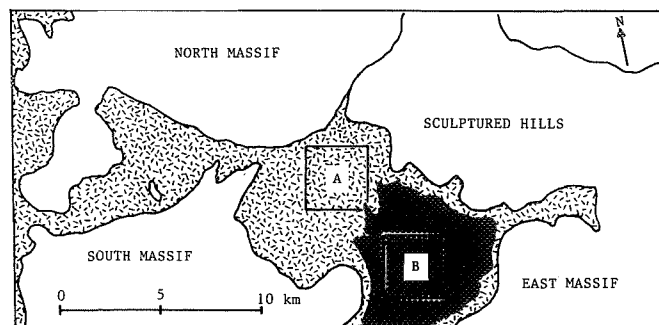 N
NORTH MASSIF
SCULPTURED HILLS
A
SOUTH MASSIF
B
EAST MASSIF
0 5 10 km